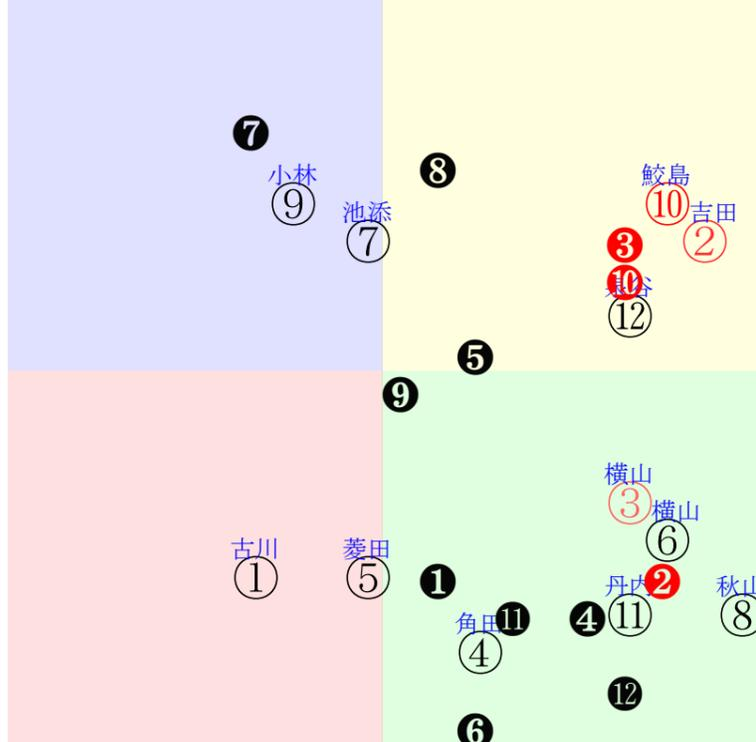 ❼
小林
⑨
池添
⑦
❽
鮫島
⑩
吉田
②
❸
❿
泉谷
⑫
❺
❾
横山
③
横山
⑥
古川
①
菱田
⑤
❶
角田
④
⓫
❹
丹内
⑪
❷
秋山
⑧
⓬
❻